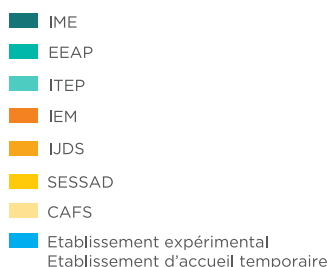 IME
EEAP
ITEP
IEM
IJDS
SESSAD
CAFS
Etablissement expérimental
Etablissement d'accueil temporaire